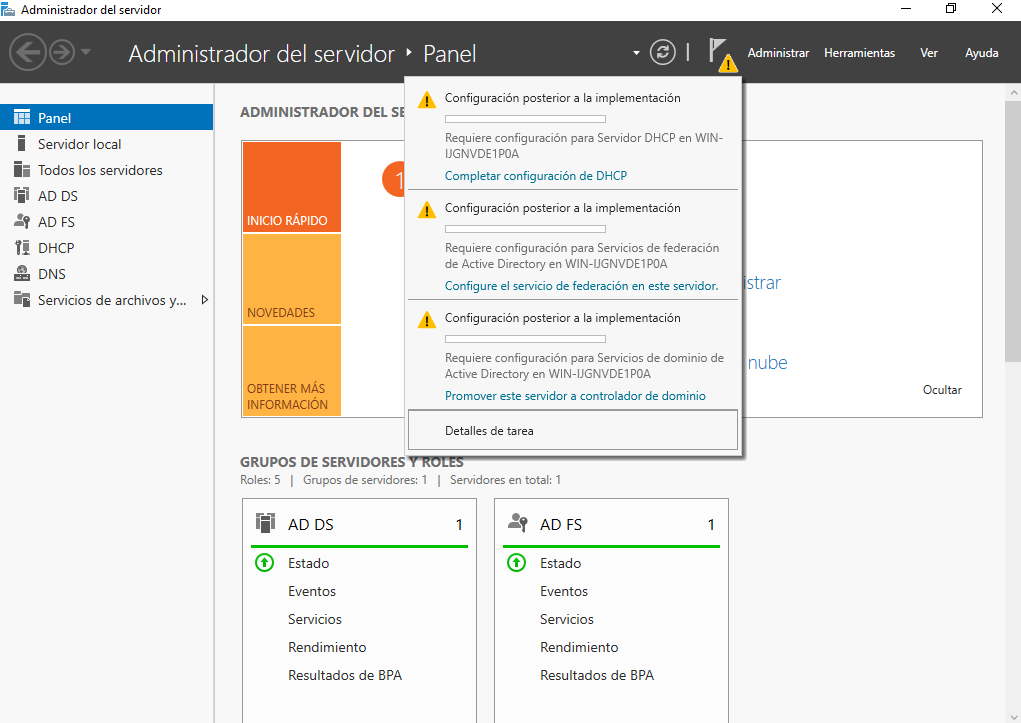 Administrador del servidor
Administrador del servidor ‣ Panel
Administrar Herramientas Ver Ayuda
Panel
Servidor local
Todos los servidores
AD DS
AD FS
DHCP
DNS
Servicios de archivos y...
ADMINISTRADOR DEL SE
INICIO RÁPIDO
NOVEDADES
OBTENER MÁS
INFORMACIÓN
1
Configuración posterior a la implementación
Requiere configuración para Servidor DHCP en WIN-
IJGNVDE1P0A
Completar configuración de DHCP
Configuración posterior a la implementación
Requiere configuración para Servicios de federación
de Active Directory en WIN-IJGNVDE1P0A
Configure el servicio de federación en este servidor.
Configuración posterior a la implementación
Requiere configuración para Servicios de dominio de
Active Directory en WIN-IJGNVDE1P0A
Promover este servidor a controlador de dominio
Detalles de tarea
istrar
nube
Ocultar
GRUPOS DE SERVIDORES Y ROLES
Roles: 5 | Grupos de servidores: 1 | Servidores en total: 1
AD DS 1
Estado
Eventos
Servicios
Rendimiento
Resultados de BPA
AD FS 1
Estado
Eventos
Servicios
Rendimiento
Resultados de BPA